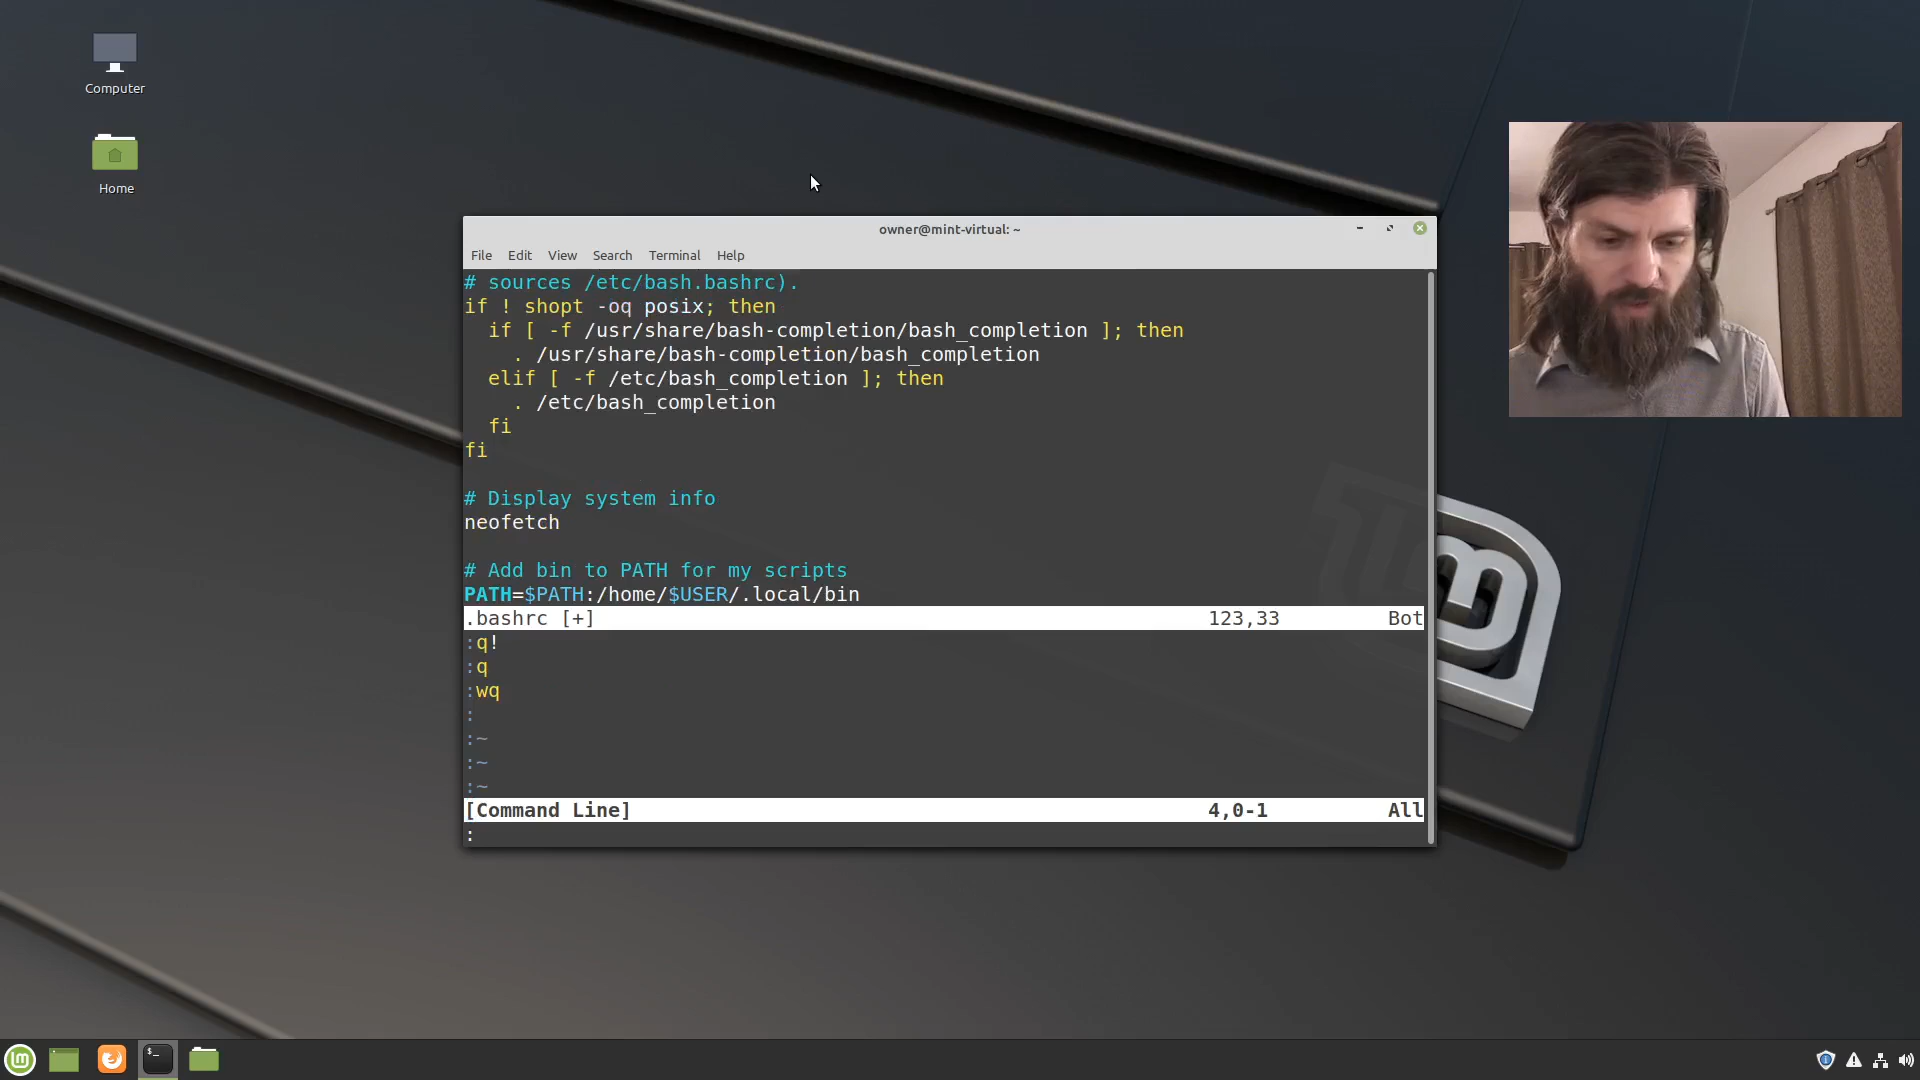 Computer
Home
owner@mint-virtual: ~
File Edit View Search Terminal Help
# sources /etc/bash.bashrc).
if ! shopt -oq posix; then
  if [ -f /usr/share/bash-completion/bash_completion ]; then
    . /usr/share/bash-completion/bash_completion
  elif [ -f /etc/bash_completion ]; then
    . /etc/bash_completion
  fi
fi
# Display system info
neofetch
# Add bin to PATH for my scripts
PATH=$PATH:/home/$USER/.local/bin
.bashrc [+] 123,33 Bot
:q!
:q
:wq
:
:~
:~
:~
[Command Line] 4,0-1 All
: